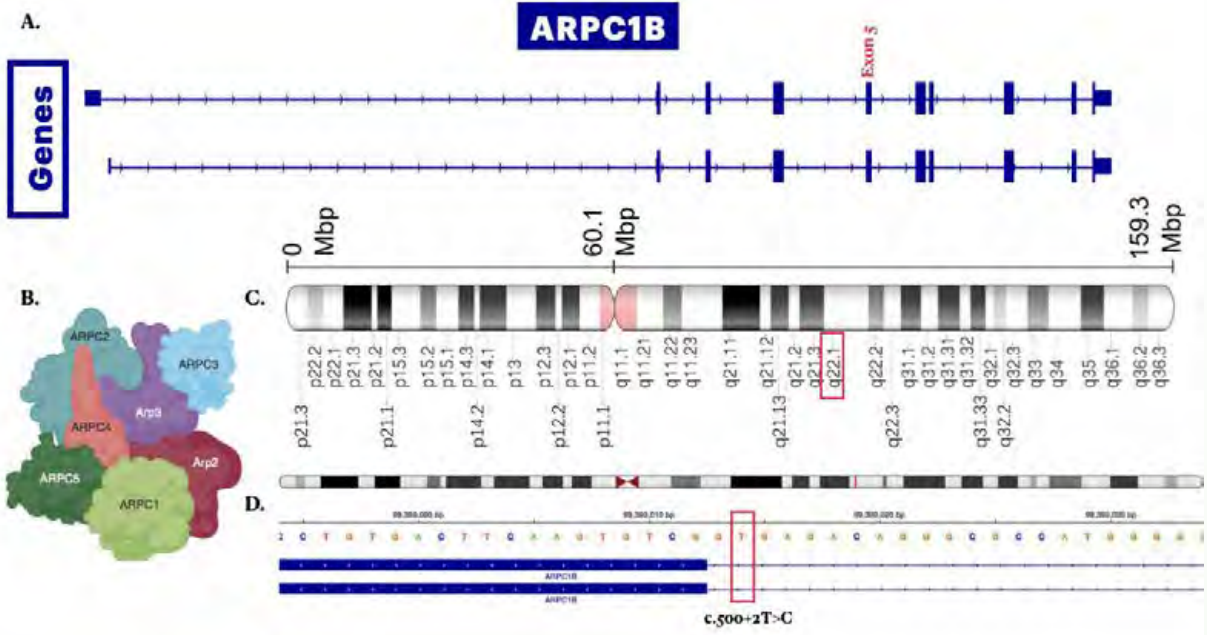 A.
ARPC1B
Genes
Exon 5
0 Mbp
60.1 Mbp
159.3 Mbp
B.
C.
ARPC2
ARPC3
Arp3
ARPC4
Arp2
ARPC5
ARPC1
p22.2 p22.1 p21.3 p21.2 p15.3 p15.2 p15.1 p14.3 p14.1 p13 p12.3 p12.1 p11.2 q11.1 q11.21 q11.22 q11.23 q21.11 q21.12 q21.2 q21.3 q22.1 q22.2 q31.1 q31.2 q31.31 q31.32 q32.1 q32.3 q33 q34 q35 q36.1 q36.2 q36.3
p21.3 p21.1 p14.2 p12.2 p11.1 q21.13 q22.3 q31.33 q32.2
D.
C T G T G A C T T C A A G T G T C G G T G A G A C A G G G C G C C A T G G G G
ARPC1B
ARPC1B
c.500+2T>C